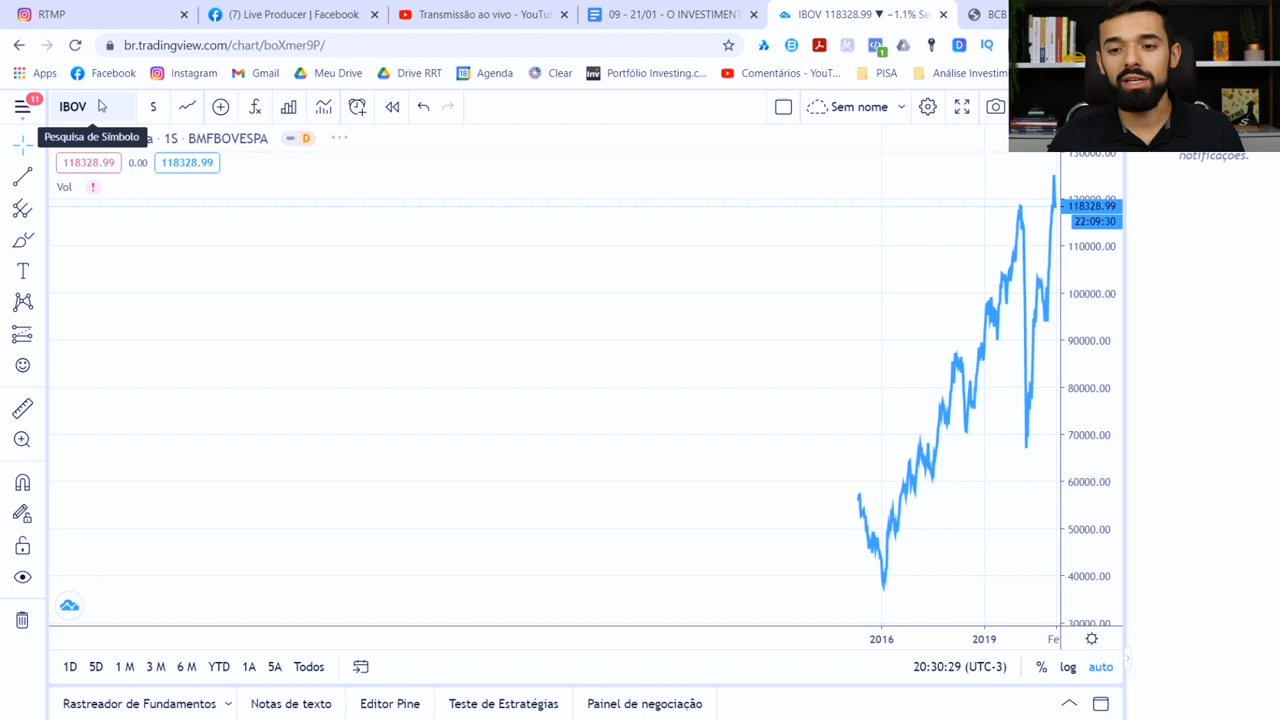 RTMP
(7) Live Producer | Facebook
Transmissão ao vivo - YouTu
09 - 21/01 - O INVESTIMENT
IBOV 118328.99 ▼ −1.1% Se
BCB
br.tradingview.com/chart/boXmer9P/
Apps
Facebook
Instagram
Gmail
Meu Drive
Drive RRI
Agenda
Clear
Portfólio Investing.c...
Comentários - YouT...
PISA
Análise Investim
11
IBOV
S
Sem nome
Pesquisa de Símbolo
a · 1S · BMFBOVESPA
D
118328.99
0.00
118328.99
Vol
notificações.
130000.00
120000.00
118328.99
22:09:30
110000.00
100000.00
90000.00
80000.00
70000.00
60000.00
50000.00
40000.00
30000.00
2016
2019
Fe
1D
5D
1 M
3 M
6 M
YTD
1A
5A
Todos
20:30:29 (UTC-3)
%
log
auto
Rastreador de Fundamentos
Notas de texto
Editor Pine
Teste de Estratégias
Painel de negociação